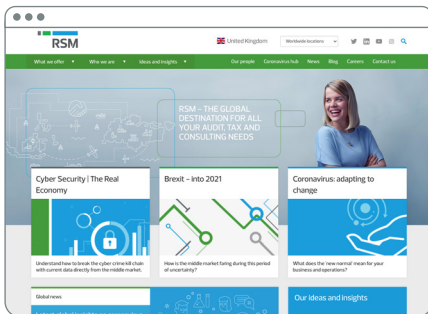 RSM
United Kingdom
Worldwide locations
What we offer
Who we are
Ideas and insights
Our people
Coronavirus hub
News
Blog
Careers
Contact us
RSM – THE GLOBAL
DESTINATION FOR ALL
YOUR AUDIT, TAX AND
CONSULTING NEEDS
Cyber Security | The Real
Economy
Understand how to break the cyber crime kill chain
with current data directly from the middle market.
Brexit – into 2021
How is the middle market faring during this period
of uncertainty?
Coronavirus: adapting to
change
What does the 'new normal' mean for your
business and operations?
Global news
Our ideas and insights